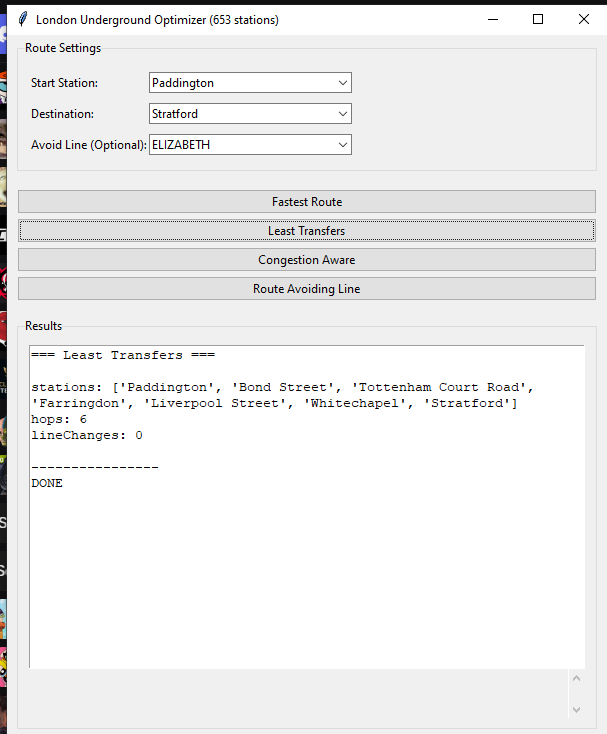 London Underground Optimizer (653 stations)
Route Settings
Start Station: Paddington
Destination: Stratford
Avoid Line (Optional): ELIZABETH
Fastest Route
Least Transfers
Congestion Aware
Route Avoiding Line
Results
=== Least Transfers ===
stations: ['Paddington', 'Bond Street', 'Tottenham Court Road',
'Farringdon', 'Liverpool Street', 'Whitechapel', 'Stratford']
hops: 6
lineChanges: 0
----------------
DONE